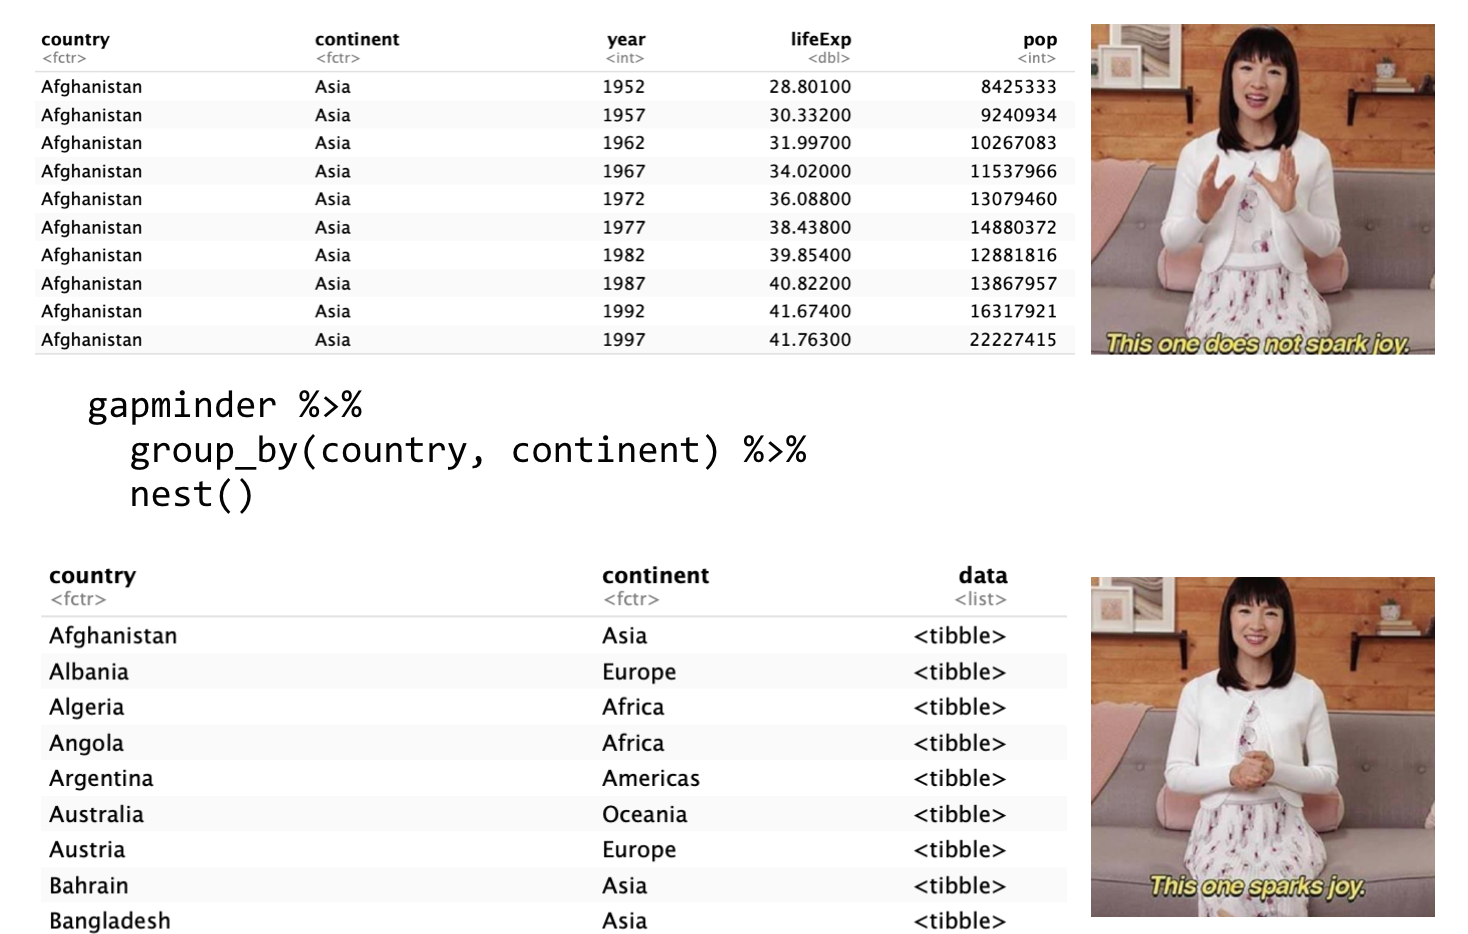 country continent year lifeExp pop
<fctr> <fctr> <int> <dbl> <int>
Afghanistan Asia 1952 28.80100 8425333
Afghanistan Asia 1957 30.33200 9240934
Afghanistan Asia 1962 31.99700 10267083
Afghanistan Asia 1967 34.02000 11537966
Afghanistan Asia 1972 36.08800 13079460
Afghanistan Asia 1977 38.43800 14880372
Afghanistan Asia 1982 39.85400 12881816
Afghanistan Asia 1987 40.82200 13867957
Afghanistan Asia 1992 41.67400 16317921
Afghanistan Asia 1997 41.76300 22227415
This one does not spark joy.
gapminder %>%
group_by(country, continent) %>%
nest()
country continent data
<fctr> <fctr> <list>
Afghanistan Asia <tibble>
Albania Europe <tibble>
Algeria Africa <tibble>
Angola Africa <tibble>
Argentina Americas <tibble>
Australia Oceania <tibble>
Austria Europe <tibble>
Bahrain Asia <tibble>
Bangladesh Asia <tibble>
This one sparks joy.